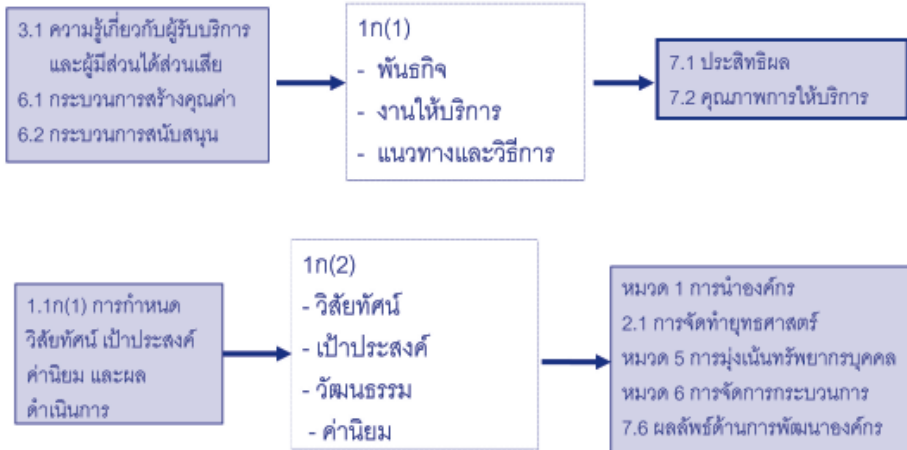 3.1 ความรู้เกี่ยวกับผู้รับบริการ
และผู้มีส่วนได้ส่วนเสีย
6.1 กระบวนการสร้างคุณค่า
6.2 กระบวนการสนับสนุน
1ก(1)
- พันธกิจ
- งานให้บริการ
- แนวทางและวิธีการ
7.1 ประสิทธิผล
7.2 คุณภาพการให้บริการ
1.1ก(1) การกำหนด
วิสัยทัศน์ เป้าประสงค์
ค่านิยม และผล
ดำเนินการ
1ก(2)
- วิสัยทัศน์
- เป้าประสงค์
- วัฒนธรรม
- ค่านิยม
หมวด 1 การนำองค์กร
2.1 การจัดทำยุทธศาสตร์
หมวด 5 การมุ่งเน้นทรัพยากรบุคคล
หมวด 6 การจัดการกระบวนการ
7.6 ผลลัพธ์ด้านการพัฒนาองค์กร